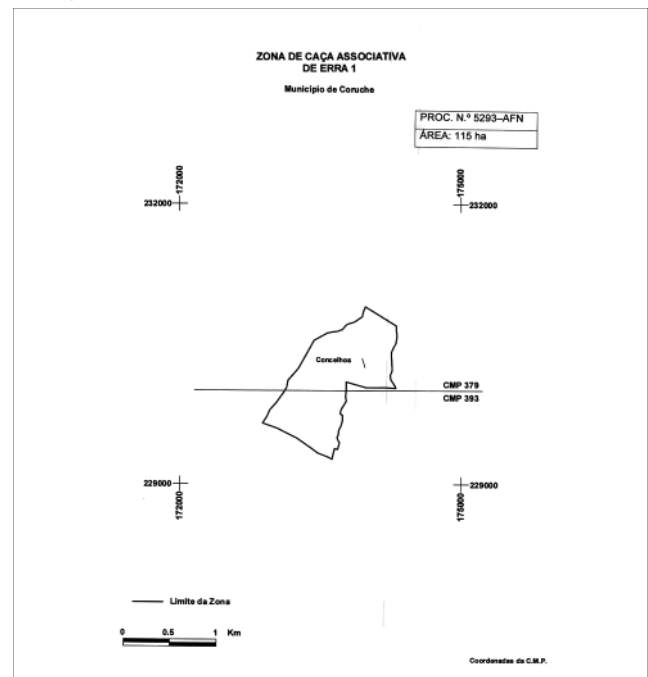 ZONA DE CAÇA ASSOCIATIVA
DE ERRA 1
Município de Coruche
PROC. N.º 5293–AFN
ÁREA: 115 ha
172000
175000
232000
232000
Concelhos
CMP 379
CMP 393
229000
229000
172000
175000
Limite da Zona
0 0.5 1 Km
Coordenadas da C.M.P.